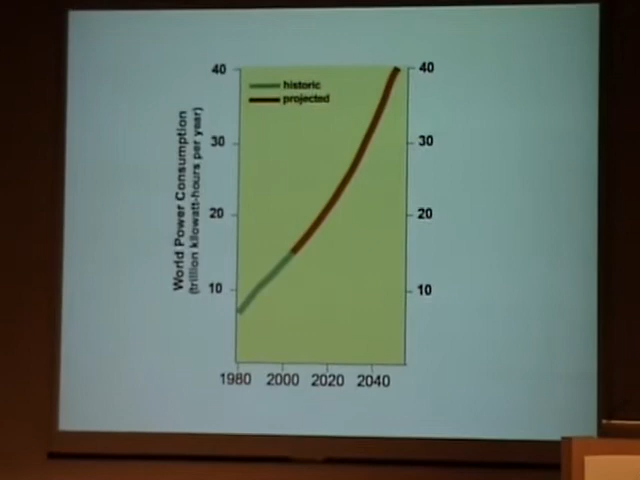 40
historic
projected
40
30
30
20
20
10
10
World Power Consumption
(trillion kilowatt-hours per year)
1980 2000 2020 2040